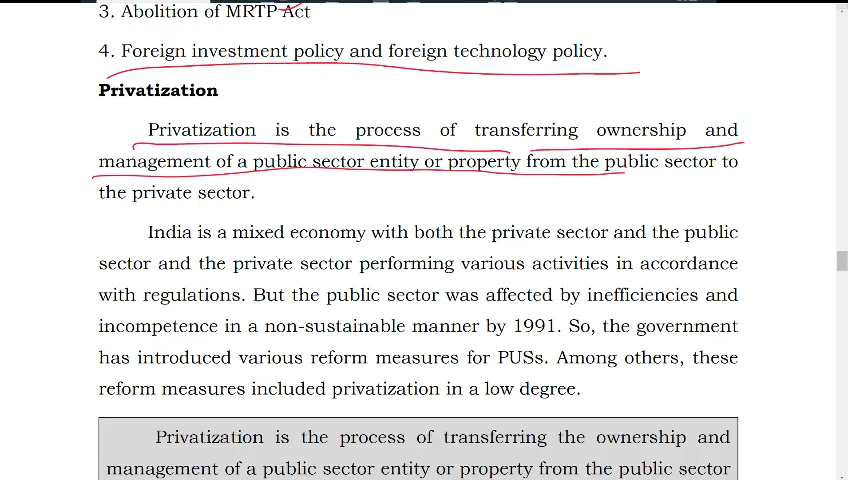 3. Abolition of MRTP Act
4. Foreign investment policy and foreign technology policy.
Privatization
Privatization is the process of transferring ownership and
management of a public sector entity or property from the public sector to
the private sector.
India is a mixed economy with both the private sector and the public
sector and the private sector performing various activities in accordance
with regulations. But the public sector was affected by inefficiencies and
incompetence in a non-sustainable manner by 1991. So, the government
has introduced various reform measures for PUSs. Among others, these
reform measures included privatization in a low degree.
Privatization is the process of transferring the ownership and
management of a public sector entity or property from the public sector